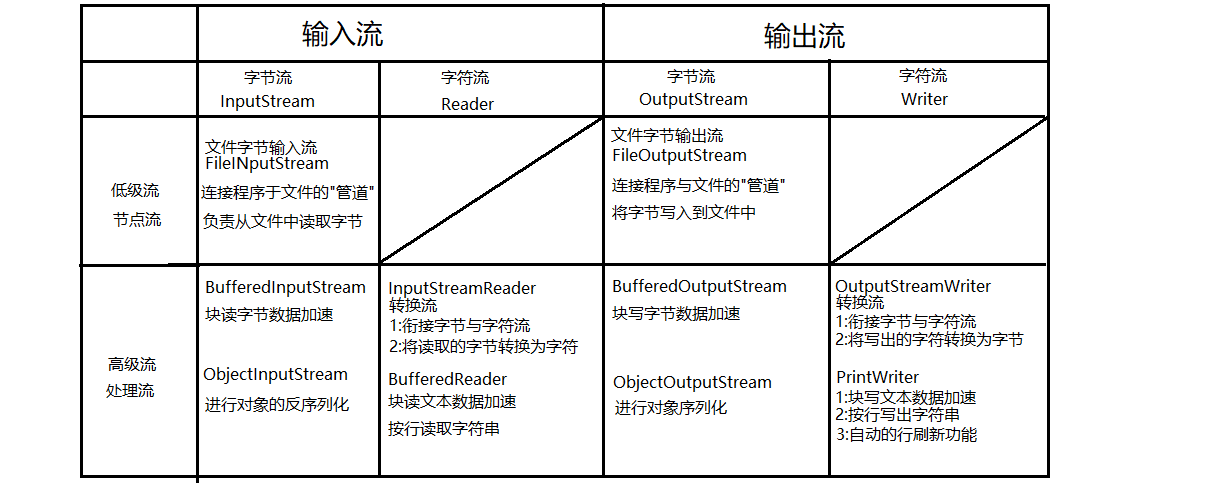 输入流
输出流
字节流
InputStream
字符流
Reader
字节流
OutputStream
字符流
Writer
低级流
节点流
文件字节输入流
FileINputStream
连接程序于文件的"管道"
负责从文件中读取字节
文件字节输出流
FileOutputStream
连接程序与文件的"管道"
将字节写入到文件中
高级流
处理流
BufferedInputStream
块读字节数据加速
ObjectInputStream
进行对象的反序列化
InputStreamReader
转换流
1:衔接字节与字符流
2:将读取的字节转换为字符
BufferedReader
块读文本数据加速
按行读取字符串
BufferedOutputStream
块写字节数据加速
ObjectOutputStream
进行对象序列化
OutputStreamWriter
转换流
1:衔接字节与字符流
2:将写出的字符转换为字节
PrintWriter
1:块写文本数据加速
2:按行写出字符串
3:自动的行刷新功能